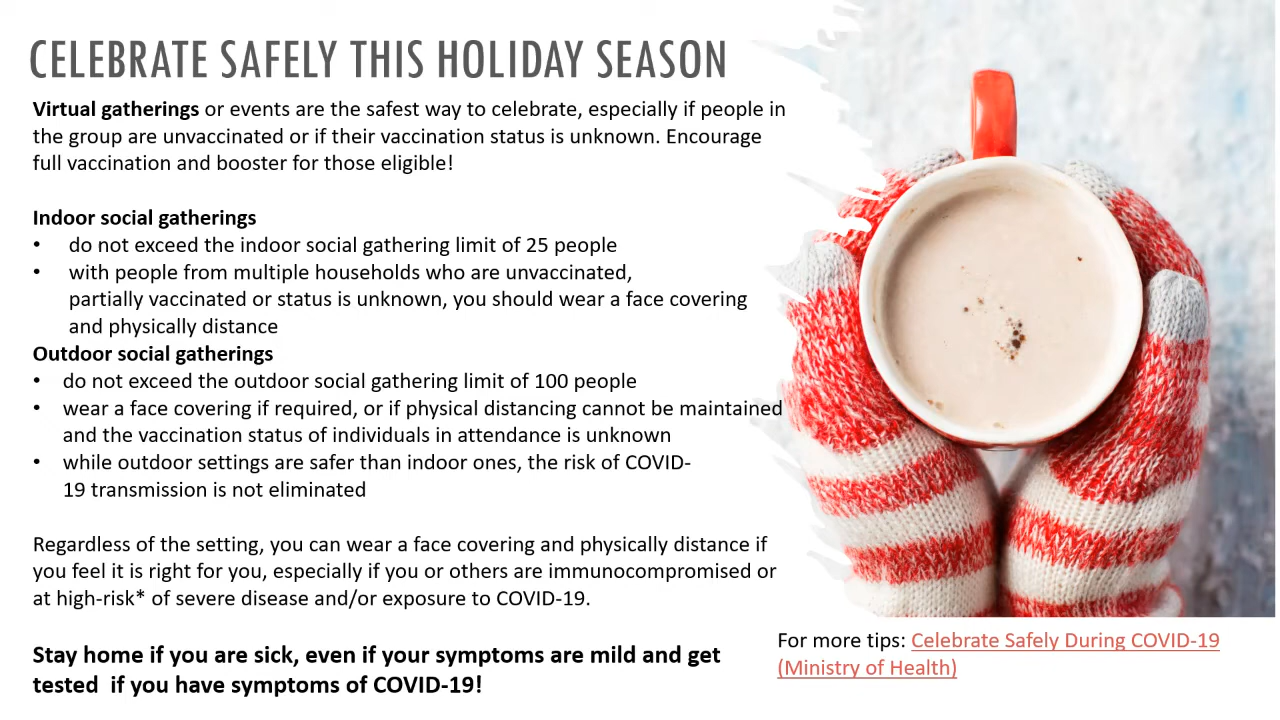 CELEBRATE SAFELY THIS HOLIDAY SEASON
Virtual gatherings or events are the safest way to celebrate, especially if people in
the group are unvaccinated or if their vaccination status is unknown. Encourage
full vaccination and booster for those eligible!
Indoor social gatherings
• do not exceed the indoor social gathering limit of 25 people
• with people from multiple households who are unvaccinated,
partially vaccinated or status is unknown, you should wear a face covering
and physically distance
Outdoor social gatherings
• do not exceed the outdoor social gathering limit of 100 people
• wear a face covering if required, or if physical distancing cannot be maintained
and the vaccination status of individuals in attendance is unknown
• while outdoor settings are safer than indoor ones, the risk of COVID-
19 transmission is not eliminated
Regardless of the setting, you can wear a face covering and physically distance if
you feel it is right for you, especially if you or others are immunocompromised or
at high-risk* of severe disease and/or exposure to COVID-19.
Stay home if you are sick, even if your symptoms are mild and get
tested  if you have symptoms of COVID-19!
For more tips: Celebrate Safely During COVID-19
(Ministry of Health)